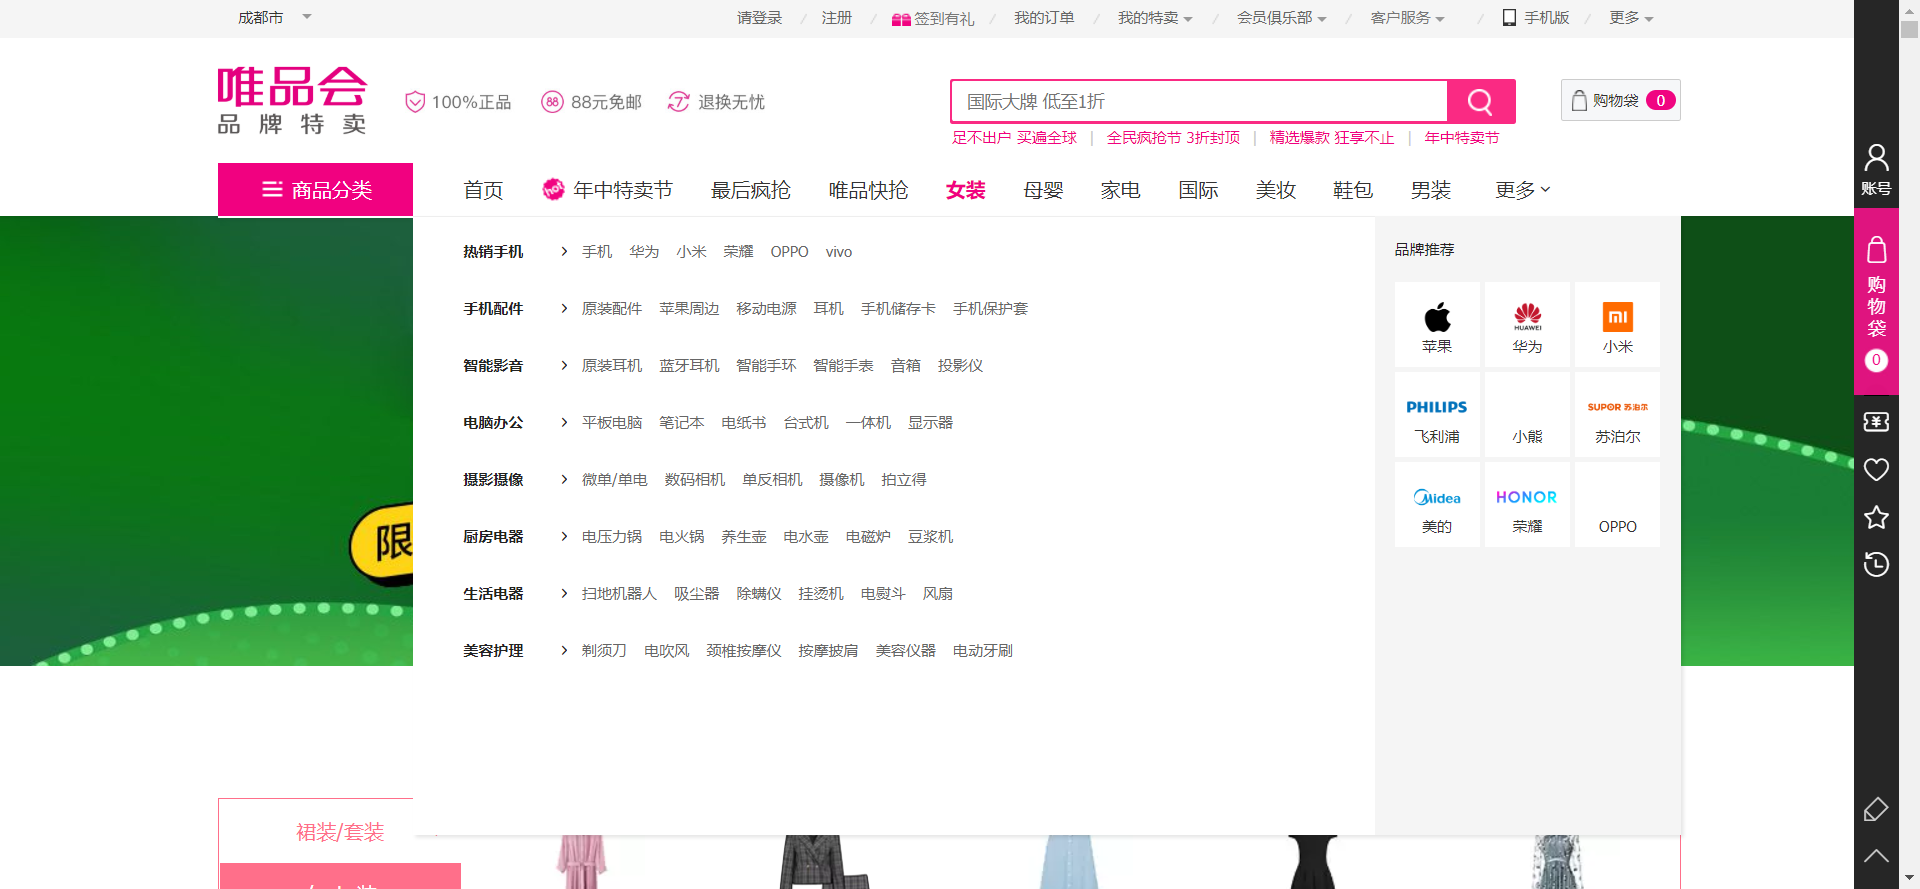 成都市
请登录 / 注册 / 签到有礼 / 我的订单 / 我的特卖 / 会员俱乐部 / 客户服务 / 手机版 / 更多
唯品会
品牌特卖
100%正品
88 88元免邮
7 退换无忧
国际大牌 低至1折
购物袋 0
足不出户 买遍全球 | 全民疯抢节 3折封顶 | 精选爆款 狂享不止 | 年中特卖节
商品分类
首页 hot 年中特卖节 最后疯抢 唯品快抢 女装 母婴 家电 国际 美妆 鞋包 男装 更多
热销手机 手机 华为 小米 荣耀 OPPO vivo
手机配件 原装配件 苹果周边 移动电源 耳机 手机储存卡 手机保护套
智能影音 原装耳机 蓝牙耳机 智能手环 智能手表 音箱 投影仪
电脑办公 平板电脑 笔记本 电纸书 台式机 一体机 显示器
摄影摄像 微单/单电 数码相机 单反相机 摄像机 拍立得
厨房电器 电压力锅 电火锅 养生壶 电水壶 电磁炉 豆浆机
生活电器 扫地机器人 吸尘器 除螨仪 挂烫机 电熨斗 风扇
美容护理 剃须刀 电吹风 颈椎按摩仪 按摩披肩 美容仪器 电动牙刷
品牌推荐
HUAWEI mi
苹果 华为 小米
PHILIPS SUPOR 苏泊尔
飞利浦 小熊 苏泊尔
Midea HONOR
美的 荣耀 OPPO
限
账号
购物袋
0
裙装/套装